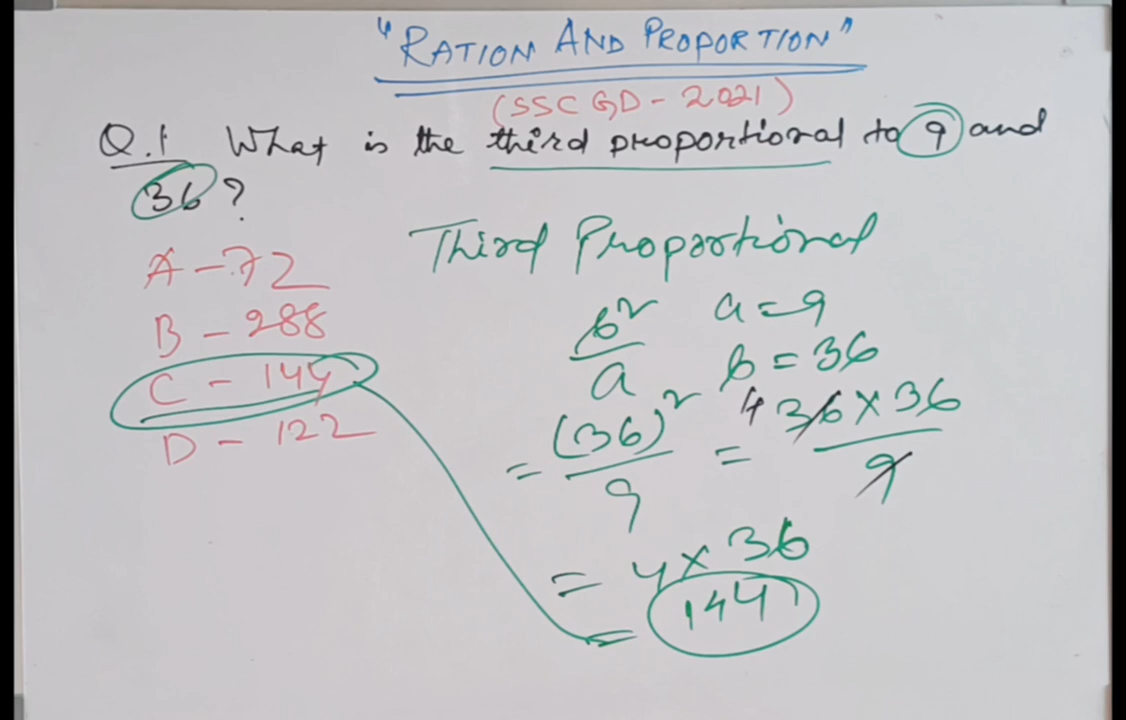 "RATION AND PROPORTION"
(SSC GD - 2021)
Q.1 What is the third proportional to 9 and
36?
A - 72
B - 288
C - 144
D - 122
Third Proportional
b²/a
a = 9
b = 36
= (36)²/9 = 4 36 × 36/9
= 4 × 36
= 144